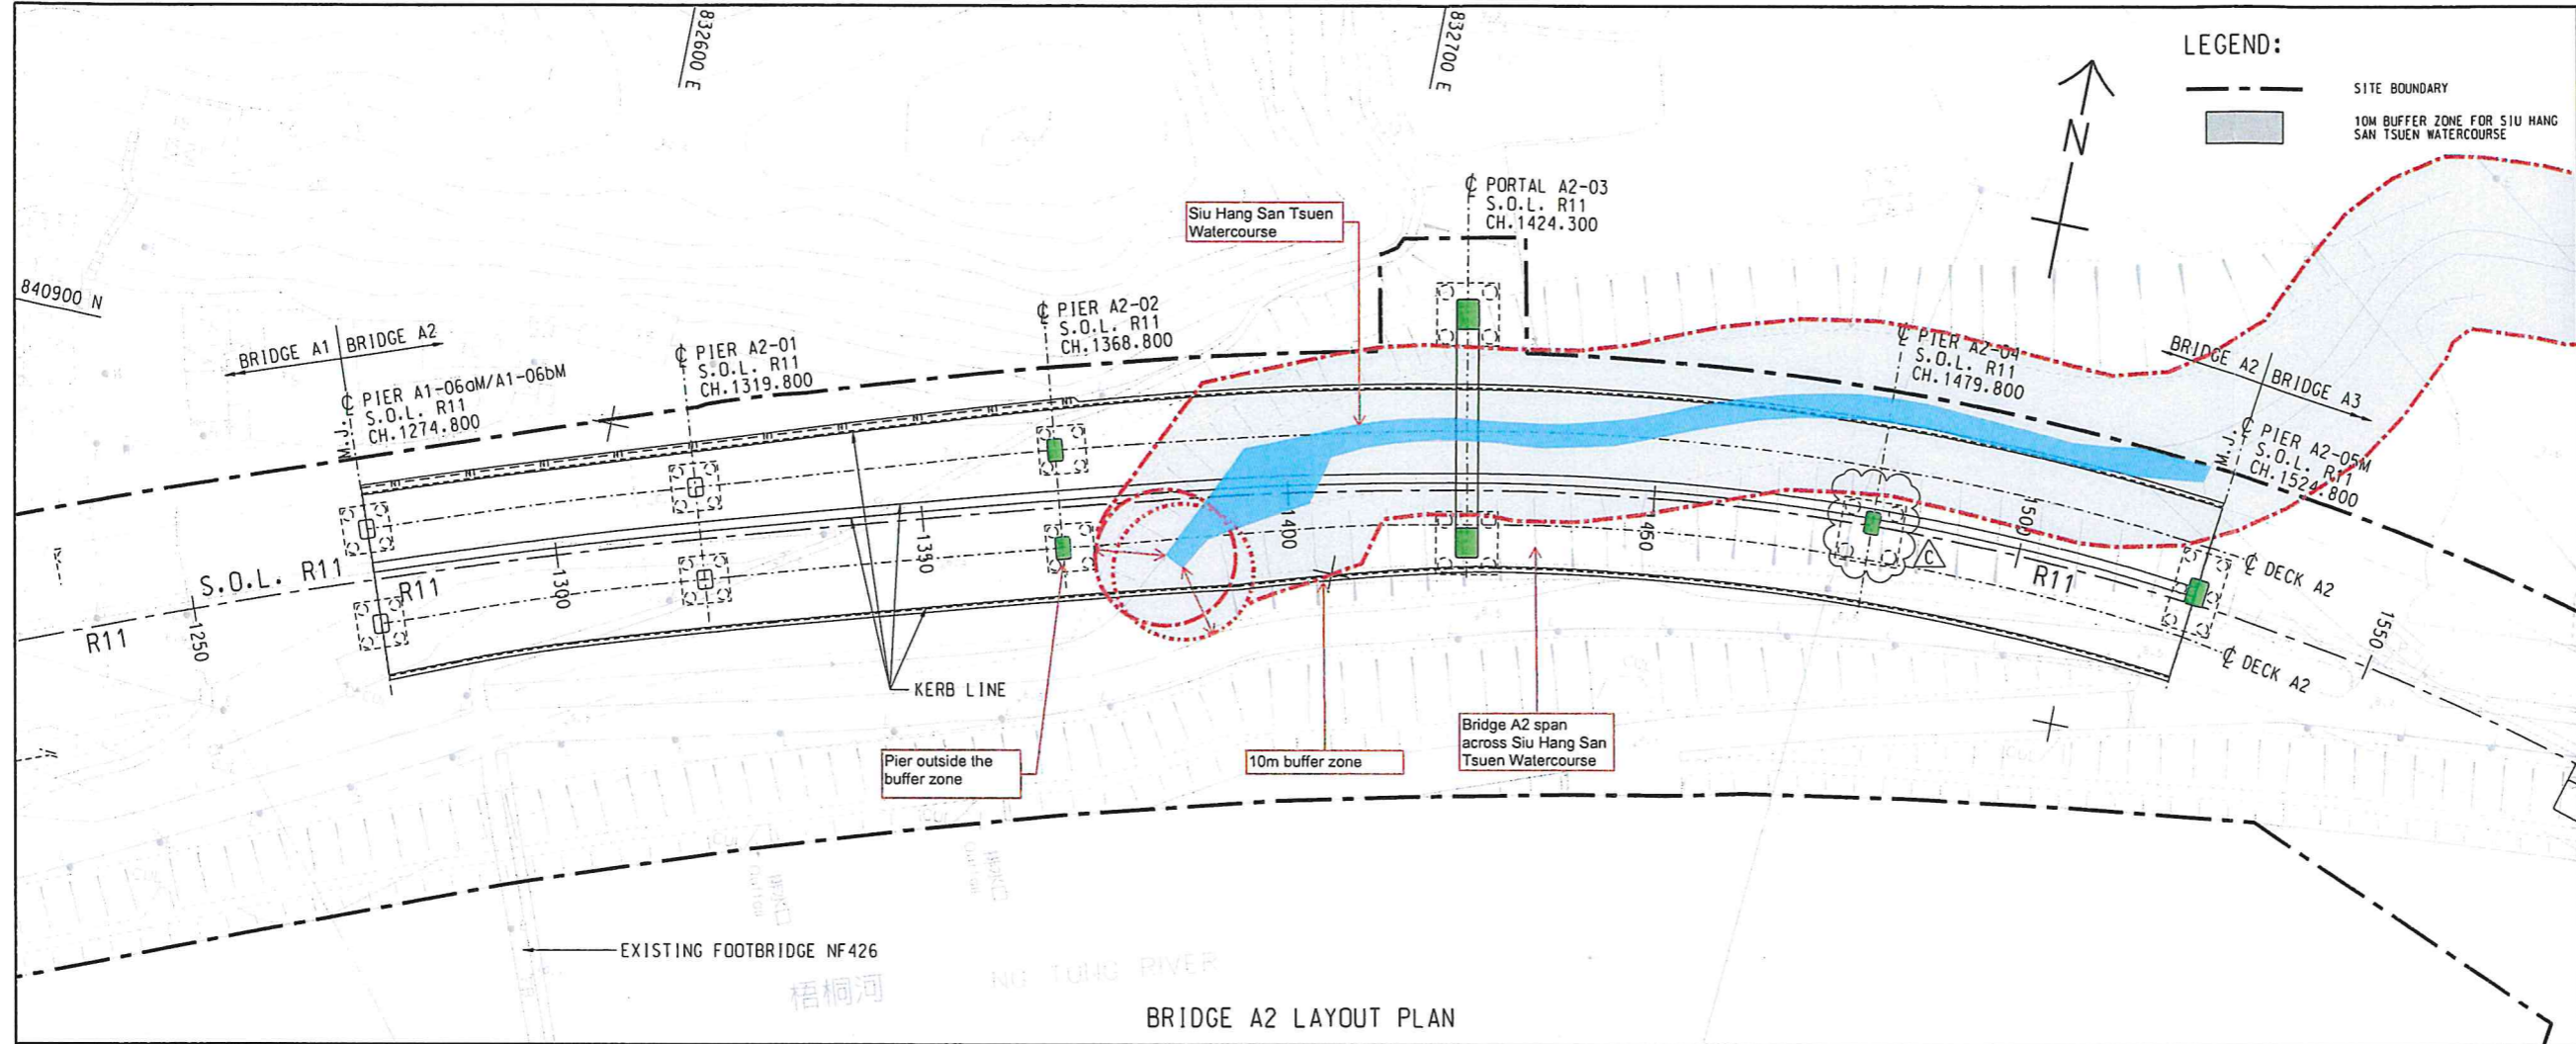 832600 E
832700 E
LEGEND:
SITE BOUNDARY
10M BUFFER ZONE FOR SIU HANG
SAN TSUEN WATERCOURSE
N
840900 N
BRIDGE A1
BRIDGE A2
M.J.
℄ PIER A1-06aM/A1-06bM
S.O.L. R11
CH.1274.800
℄ PIER A2-01
S.O.L. R11
CH.1319.800
℄ PIER A2-02
S.O.L. R11
CH.1368.800
Siu Hang San Tsuen
Watercourse
℄ PORTAL A2-03
S.O.L. R11
CH.1424.300
℄ PIER A2-04
S.O.L. R11
CH.1479.800
BRIDGE A2
BRIDGE A3
M.J.
℄ PIER A2-05M
S.O.L. R11
CH.1524.800
S.O.L. R11
R11
R11
1250
1300
1350
1400
1450
1500
1550
C
R11
℄ DECK A2
℄ DECK A2
KERB LINE
Pier outside the
buffer zone
10m buffer zone
Bridge A2 span
across Siu Hang San
Tsuen Watercourse
EXISTING FOOTBRIDGE NF426
梧桐河
NG TUNG RIVER
BRIDGE A2 LAYOUT PLAN